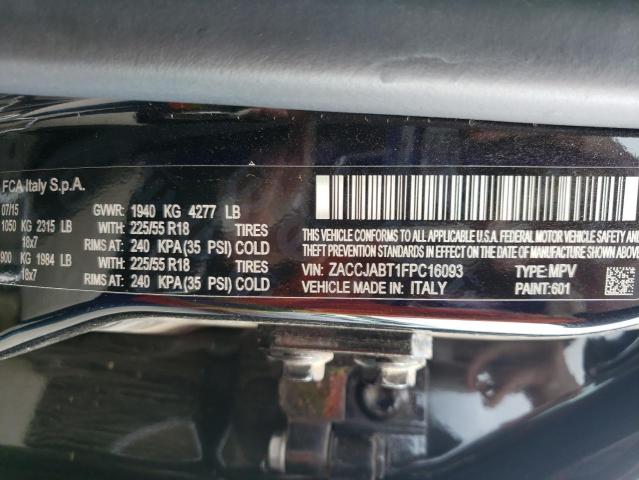 FCA Italy S.p.A.
07/15 GVWR: 1940 KG 4277 LB
1050 KG 2315 LB WITH: 225/55 R18 TIRES
18x7 RIMS AT: 240 KPA (35 PSI) COLD
900 KG 1984 LB WITH: 225/55 R18 TIRES
18x7 RIMS AT: 240 KPA (35 PSI) COLD
THIS VEHICLE CONFORMS TO ALL APPLICABLE U.S.A. FEDERAL MOTOR VEHICLE SAFETY AND
THEFT PREVENTION STANDARDS IN EFFECT ON THE DATE OF MANUFACTURE SHOWN ABOVE.
VIN: ZACCJABT1FPC16093 TYPE: MPV
VEHICLE MADE IN: ITALY PAINT: 601